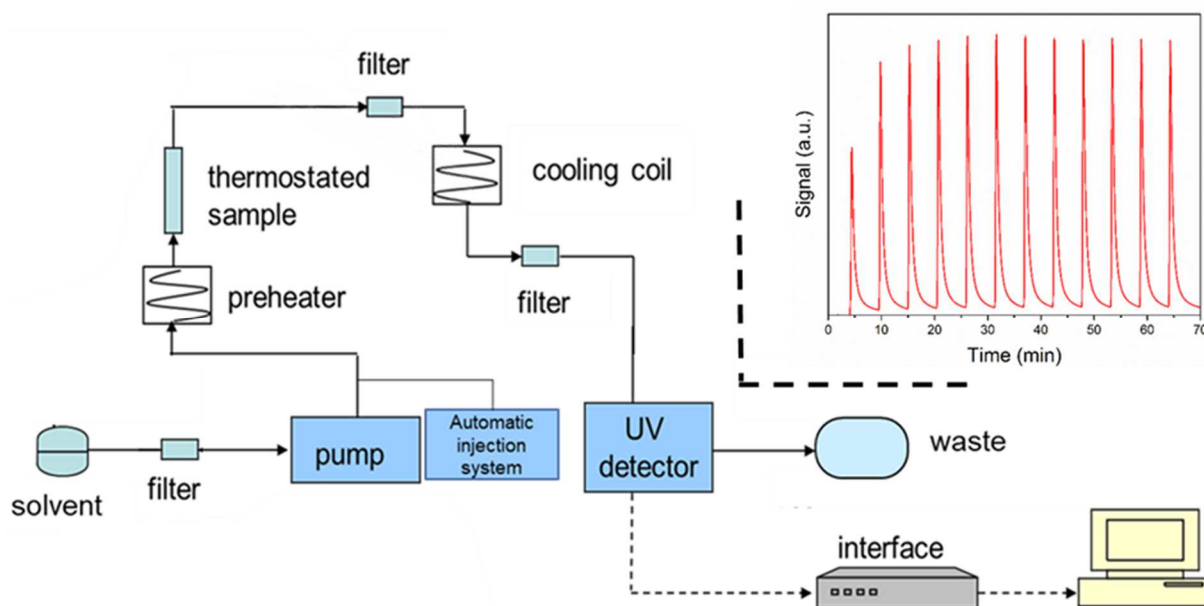 filter
thermostated
sample
cooling coil
preheater
filter
Signal (a.u.)
0 10 20 30 40 50 60 70
Time (min)
solvent
filter
pump
Automatic
injection
system
UV
detector
waste
interface